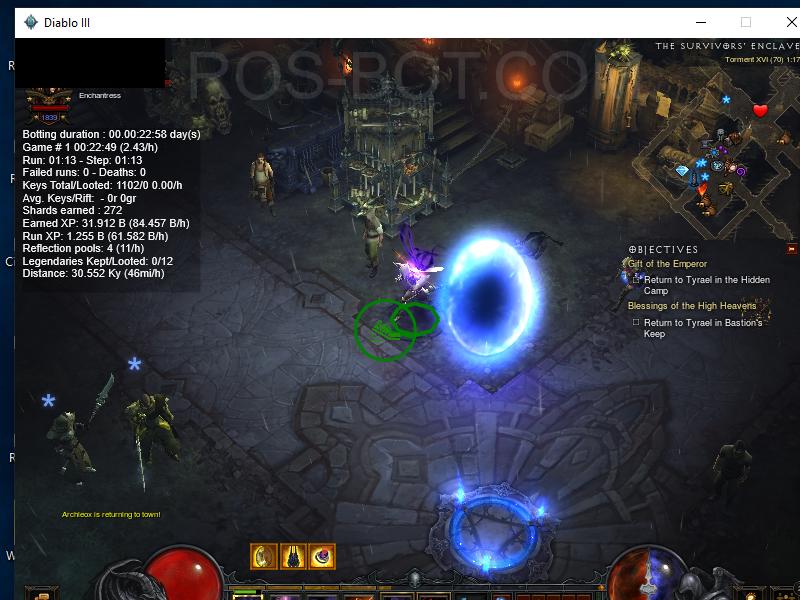 Diablo III
ROS-BOT.COM
THE SURVIVORS' ENCLAVE
Torment XVI (70) 1:17
Enchantress
1839
Botting duration : 00.00:22:58 day(s)
Game # 1 00:22:49 (2.43/h)
Run: 01:13 - Step: 01:13
Failed runs: 0 - Deaths: 0
Keys Total/Looted: 1102/0 0.00/h
Avg. Keys/Rift: - 0r 0gr
Shards earned : 272
Earned XP: 31.912 B (84.457 B/h)
Run XP: 1.255 B (61.582 B/h)
Reflection pools: 4 (11/h)
Legendaries Kept/Looted: 0/12
Distance: 30.552 Ky (46mi/h)
OBJECTIVES
Gift of the Emperor
Return to Tyrael in the Hidden
Camp
Blessings of the High Heavens
Return to Tyrael in Bastion's
Keep
Archleox is returning to town!
R
R
C
R
W